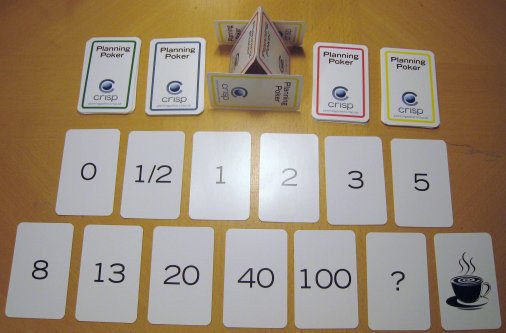 Planning
Poker
crisp
Planning
Poker
crisp
Planning
Poker
crisp
Planning
Poker
crisp
Planning
Poker
crisp
0
1/2
1
2
3
5
8
13
20
40
100
?